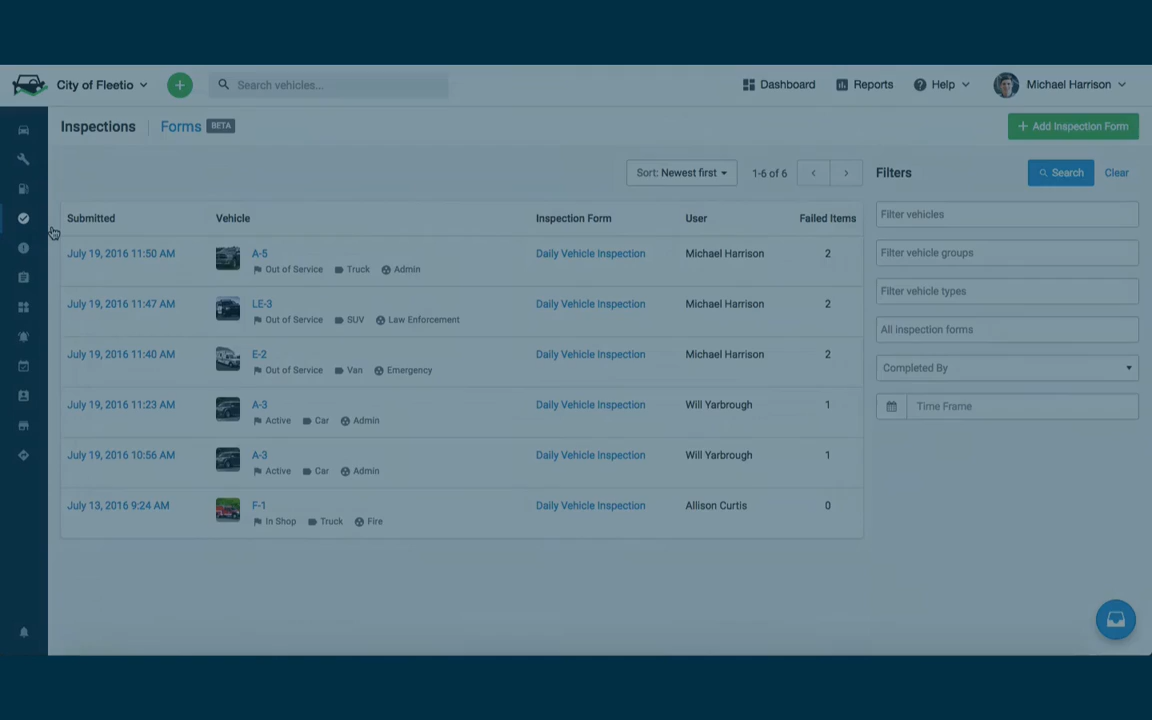 City of Fleetio
Search vehicles...
Dashboard
Reports
Help
Michael Harrison
Inspections
Forms BETA
+ Add Inspection Form
Sort: Newest first
1-6 of 6
Filters
Search
Clear
Submitted Vehicle Inspection Form User Failed Items
July 19, 2016 11:50 AM A-5 Daily Vehicle Inspection Michael Harrison 2
Out of Service Truck Admin
July 19, 2016 11:47 AM LE-3 Daily Vehicle Inspection Michael Harrison 2
Out of Service SUV Law Enforcement
July 19, 2016 11:40 AM E-2 Daily Vehicle Inspection Michael Harrison 2
Out of Service Van Emergency
July 19, 2016 11:23 AM A-3 Daily Vehicle Inspection Will Yarbrough 1
Active Car Admin
July 19, 2016 10:56 AM A-3 Daily Vehicle Inspection Will Yarbrough 1
Active Car Admin
July 13, 2016 9:24 AM F-1 Daily Vehicle Inspection Allison Curtis 0
In Shop Truck Fire
Filter vehicles
Filter vehicle groups
Filter vehicle types
All inspection forms
Completed By
Time Frame